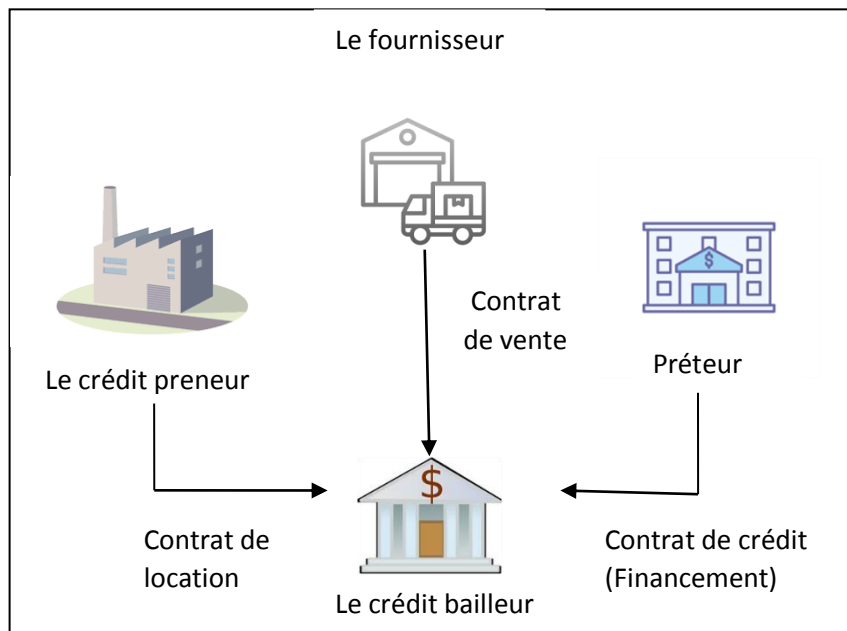 Le fournisseur
$
Contrat
de vente
Le crédit preneur
Préteur
$
Contrat de
location
Contrat de crédit
(Financement)
Le crédit bailleur